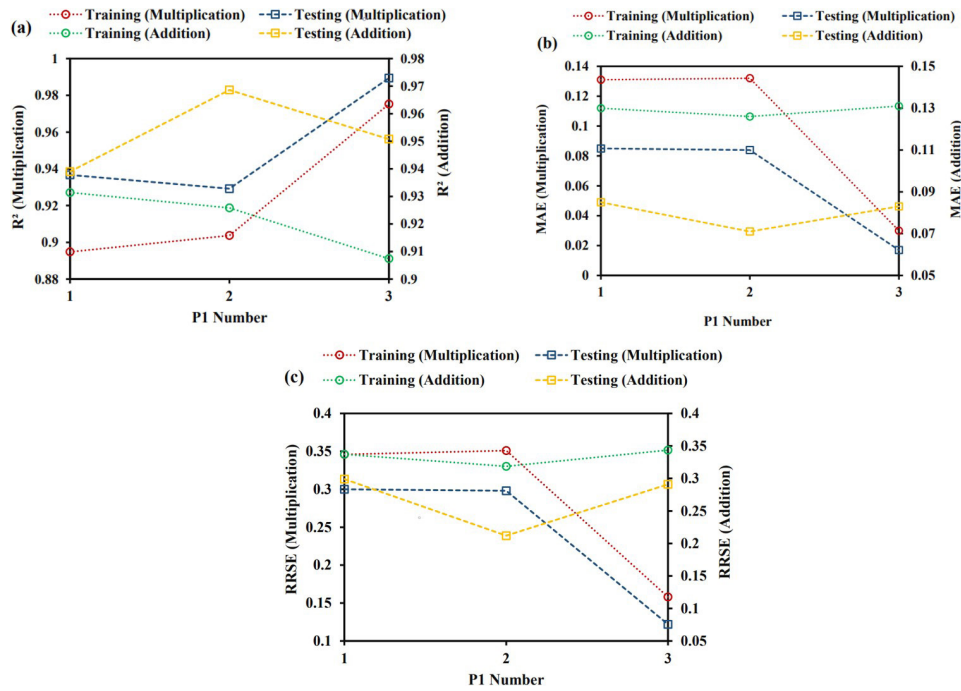 (a)
Training (Multiplication) Testing (Multiplication)
Training (Addition) Testing (Addition)
R² (Multiplication)
1
0.98
0.96
0.94
0.92
0.9
0.88
0.98
0.97
0.96
0.95
0.94
0.93
0.92
0.91
0.9
R² (Addition)
1 2 3
P1 Number
(b)
Training (Multiplication) Testing (Multiplication)
Training (Addition) Testing (Addition)
MAE (Multiplication)
0.14
0.12
0.1
0.08
0.06
0.04
0.02
0
0.15
0.13
0.11
0.09
0.07
0.05
MAE (Addition)
1 2 3
P1 Number
(c)
Training (Multiplication) Testing (Multiplication)
Training (Addition) Testing (Addition)
RRSE (Multiplication)
0.4
0.35
0.3
0.25
0.2
0.15
0.1
0.4
0.35
0.3
0.25
0.2
0.15
0.1
0.05
RRSE (Addition)
1 2 3
P1 Number